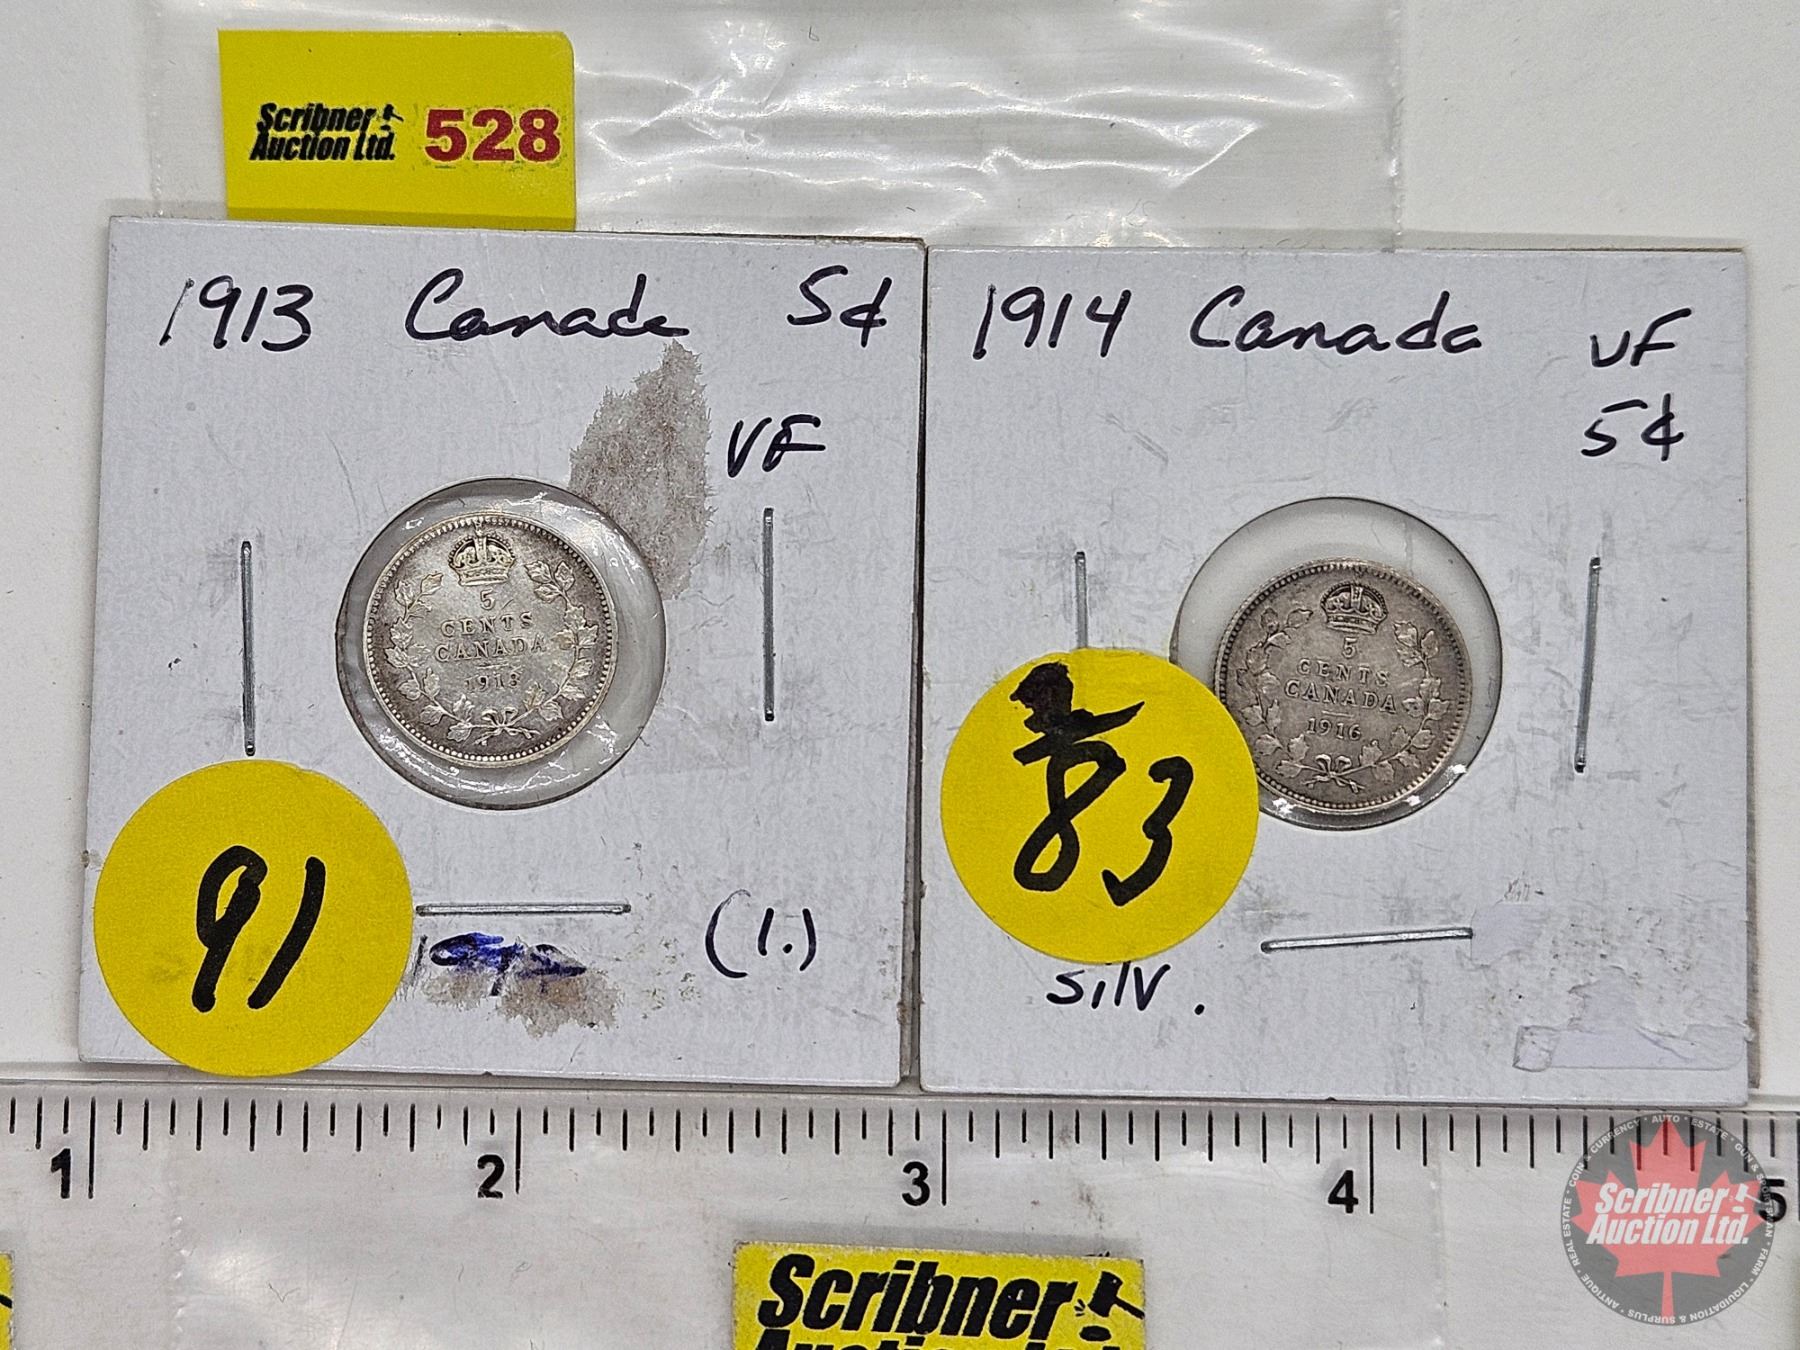 Scribner
Auction Ltd. 528
1913 Canada 5¢
VF
5
CENTS
CANADA
1913
91
(1.)
1914 Canada VF
5¢
5
CENTS
CANADA
1916
83
silv.
1 2 3 4 5
Scribner
Auction Ltd.
Scribner